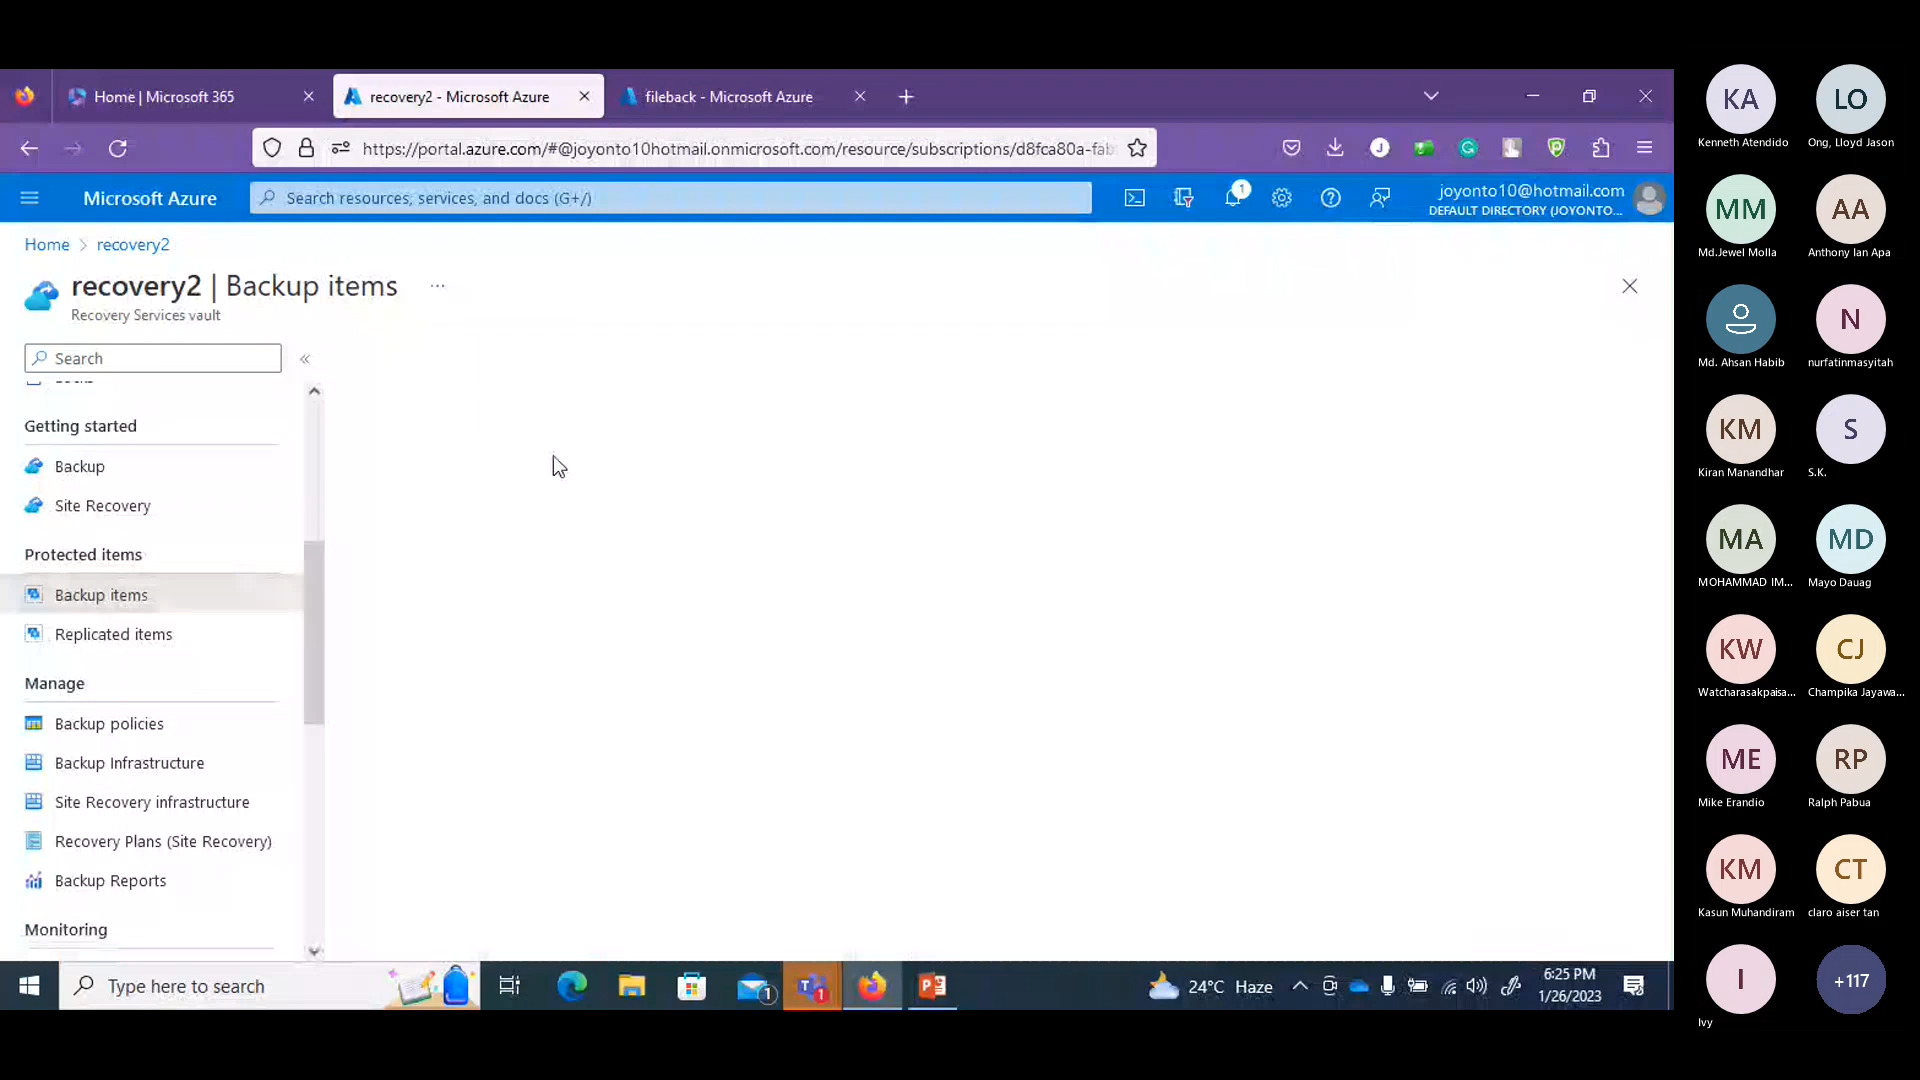 Home | Microsoft 365
recovery2 - Microsoft Azure
fileback - Microsoft Azure
https://portal.azure.com/#@joyonto10hotmail.onmicrosoft.com/resource/subscriptions/d8fca80a-fab
Microsoft Azure
Search resources, services, and docs (G+/)
1
joyonto10@hotmail.com
DEFAULT DIRECTORY (JOYONTO...
Home > recovery2
recovery2 | Backup items
...
Recovery Services vault
Search
Getting started
Backup
Site Recovery
Protected items
Backup items
Replicated items
Manage
Backup policies
Backup Infrastructure
Site Recovery infrastructure
Recovery Plans (Site Recovery)
Backup Reports
Monitoring
Type here to search
1
1
24°C Haze
6:25 PM
1/26/2023
KA
LO
Kenneth Atendido
Ong, Lloyd Jason
MM
AA
Md.Jewel Molla
Anthony Ian Apa
N
Md. Ahsan Habib
nurfatinmasyitah
KM
S
Kiran Manandhar
S.K.
MA
MD
MOHAMMAD IM...
Mayo Dauag
KW
CJ
Watcharasakpaisa...
Champika Jayawa...
ME
RP
Mike Erandio
Ralph Pabua
KM
CT
Kasun Muhandiram
claro aiser tan
I
+117
Ivy